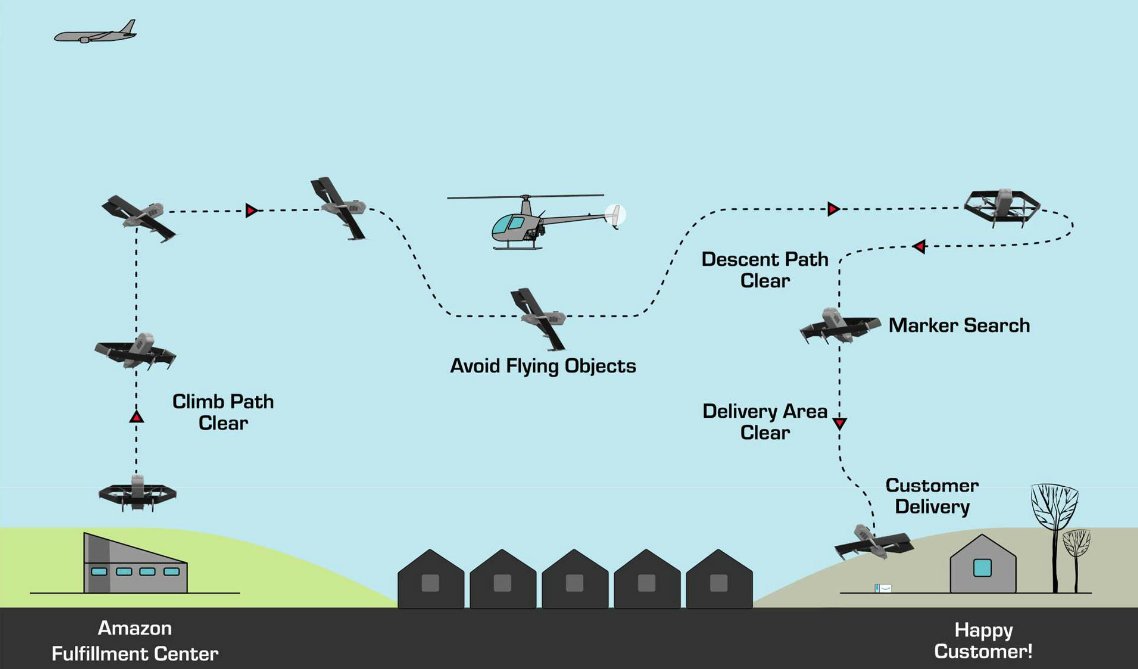 Descent Path
Clear
Marker Search
Avoid Flying Objects
Climb Path
Clear
Delivery Area
Clear
Customer
Delivery
Amazon
Fulfillment Center
Happy
Customer!